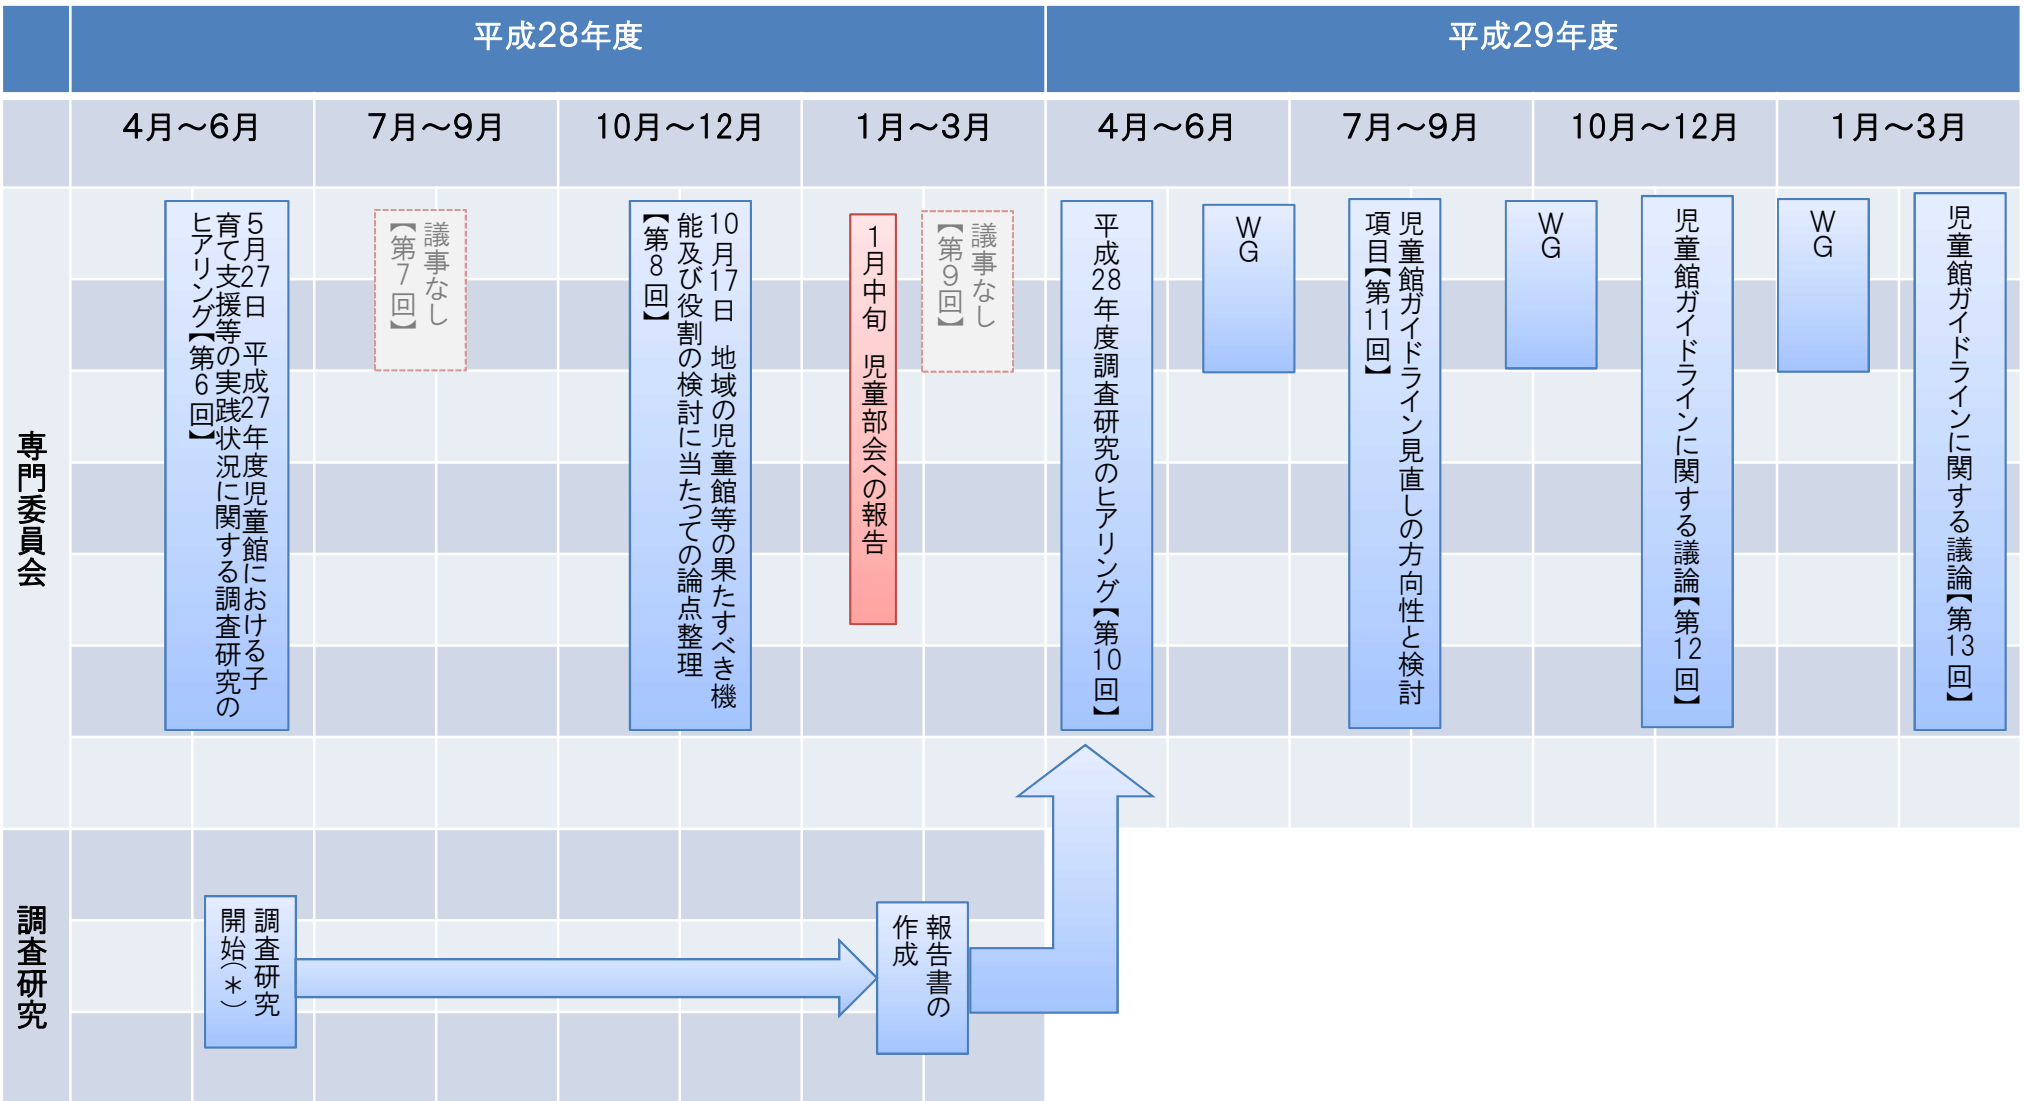 平成28年度
平成29年度
4月～6月
7月～9月
10月～12月
1月～3月
4月～6月
7月～9月
10月～12月
1月～3月
専門委員会
5月27日　平成27年度児童館における子
育て支援等の実践状況に関する調査研究の
ヒアリング【第6回】
議事なし
【第7回】
10月17日　地域の児童館等の果たすべき機
能及び役割の検討に当たっての論点整理
【第8回】
1月中旬　児童部会への報告
議事なし
【第9回】
平成28年度調査研究のヒアリング【第10回】
WG
児童館ガイドライン見直しの方向性と検討
項目【第11回】
WG
児童館ガイドラインに関する議論【第12回】
WG
児童館ガイドラインに関する議論【第13回】
調査研究
調査研究
開始（＊）
報告書の
作成